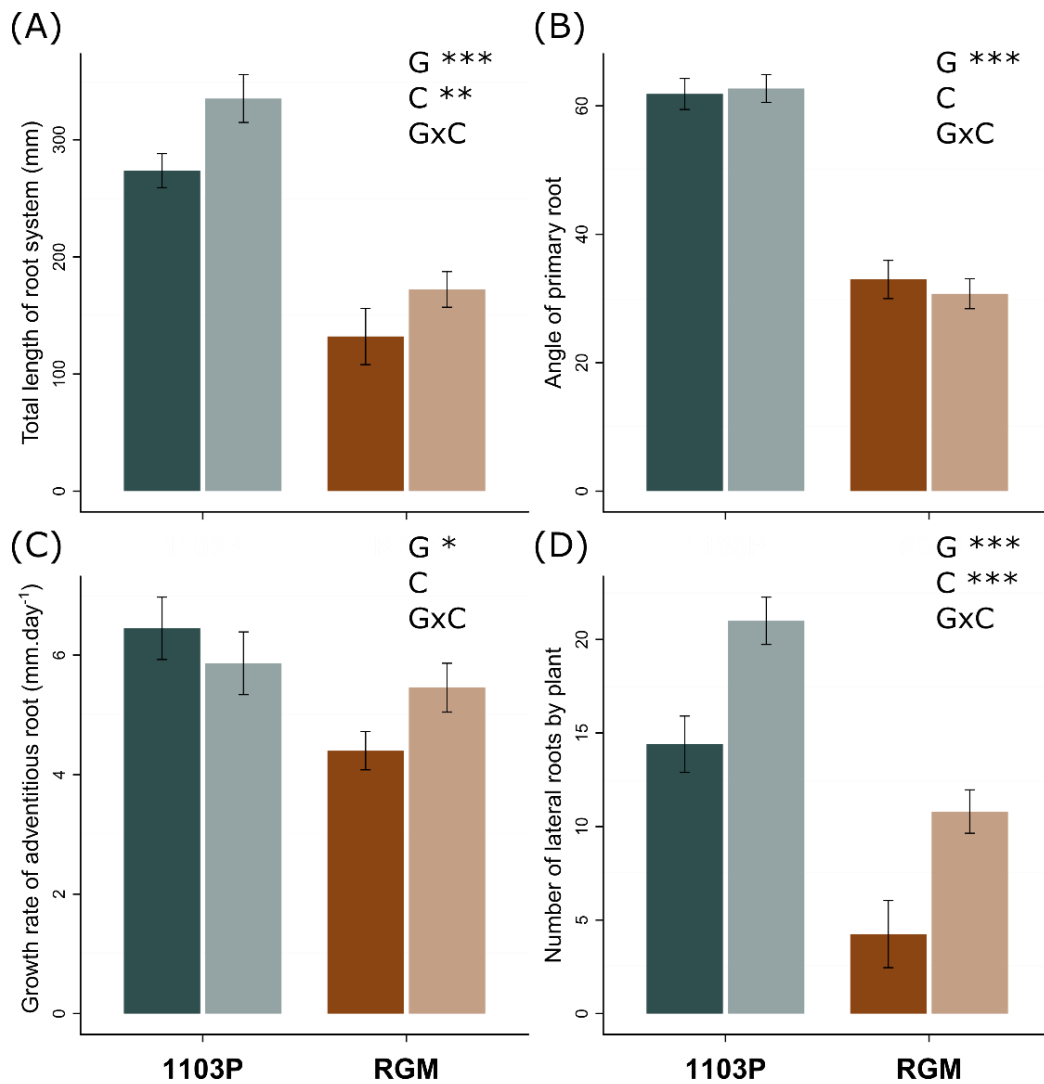 (A)
G ***
C **
GxC
Total length of root system (mm)
0
100
200
300
(B)
G ***
C
GxC
Angle of primary root
0
20
40
60
(C)
G *
C
GxC
Growth rate of adventitious root (mm.day-1)
0
2
4
6
1103P
RGM
(D)
G ***
C ***
GxC
Number of lateral roots by plant
0
5
10
15
20
1103P
RGM